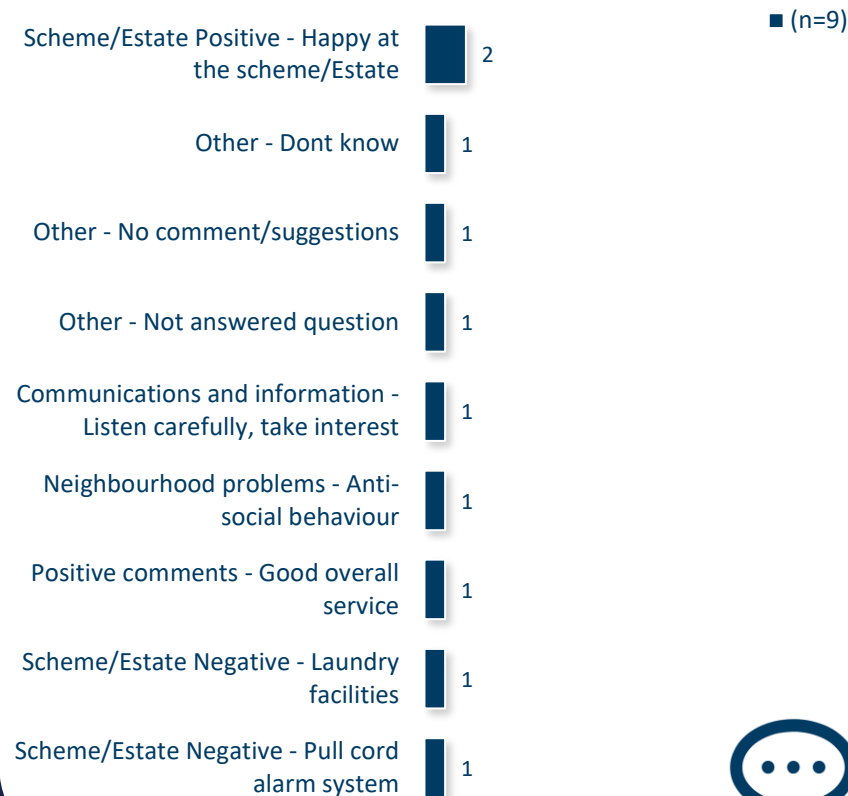 ■ (n=9)
Scheme/Estate Positive - Happy at
the scheme/Estate
2
Other - Dont know
1
Other - No comment/suggestions
1
Other - Not answered question
1
Communications and information -
Listen carefully, take interest
1
Neighbourhood problems - Anti-
social behaviour
1
Positive comments - Good overall
service
1
Scheme/Estate Negative - Laundry
facilities
1
Scheme/Estate Negative - Pull cord
alarm system
1